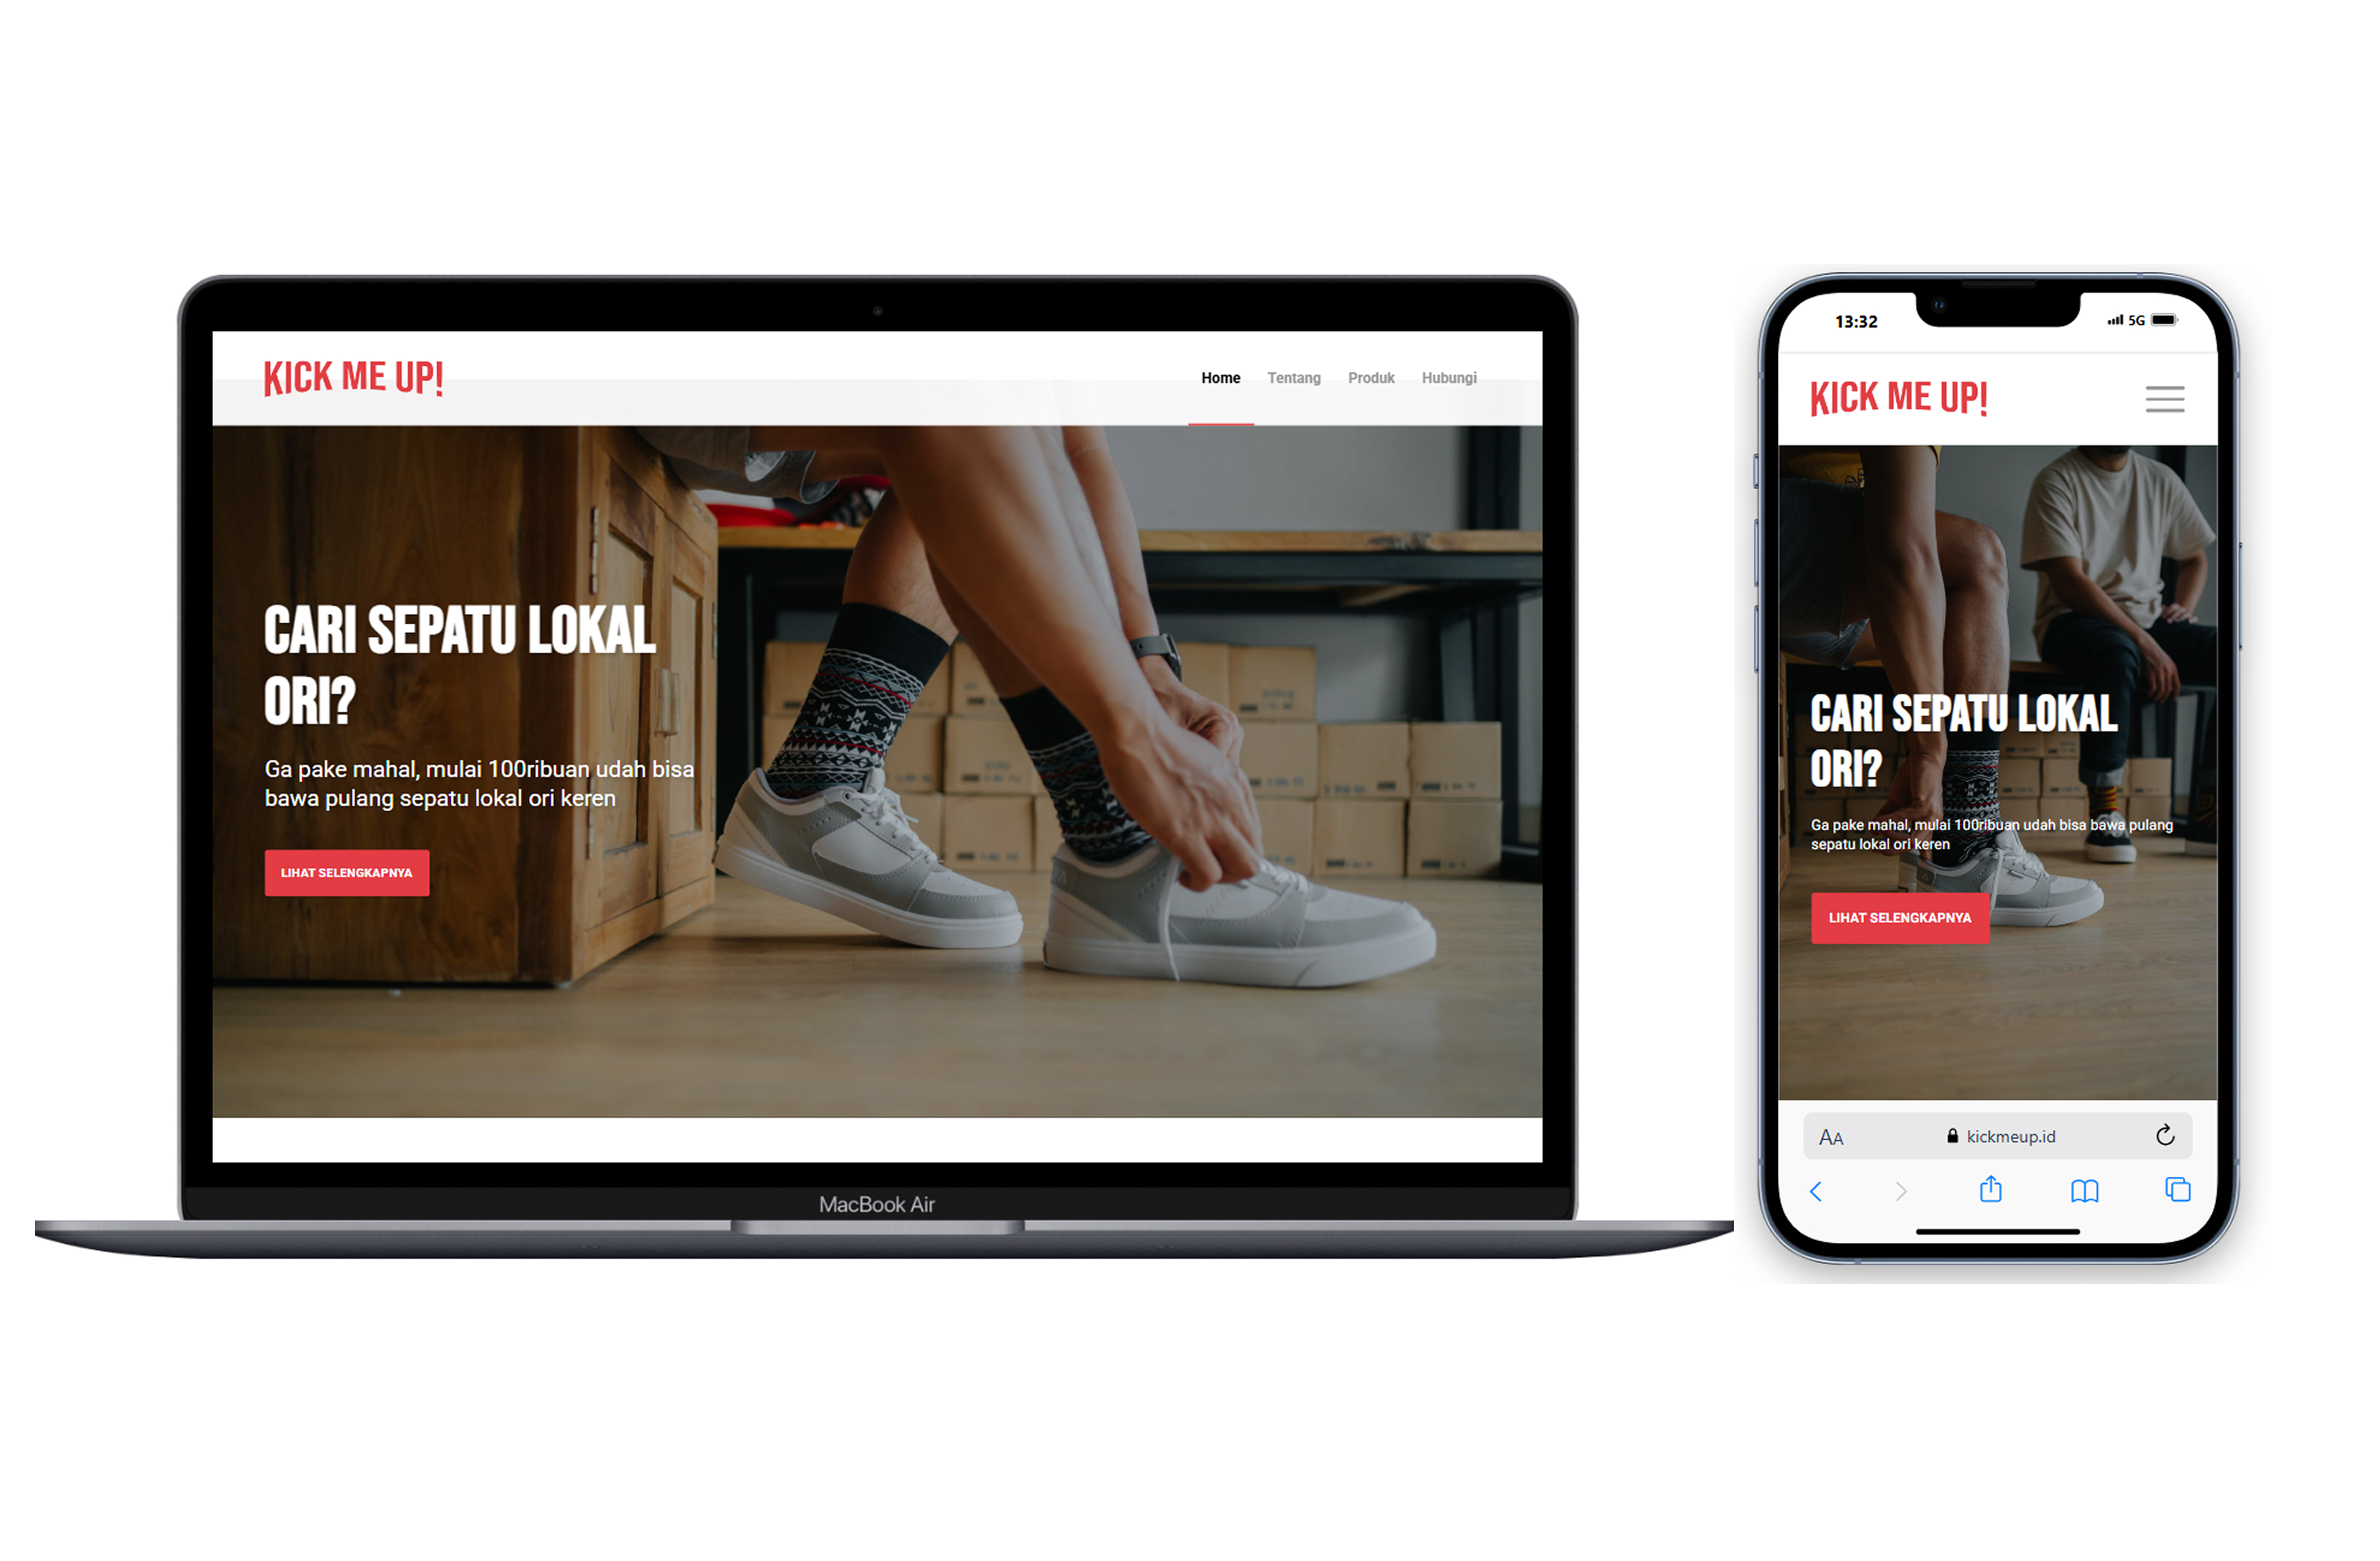 KICK ME UP!
Home Tentang Produk Hubungi
CARI SEPATU LOKAL
ORI?
Ga pake mahal, mulai 100ribuan udah bisa
bawa pulang sepatu lokal ori keren
LIHAT SELENGKAPNYA
MacBook Air
13:32 5G
KICK ME UP!
CARI SEPATU LOKAL
ORI?
Ga pake mahal, mulai 100ribuan udah bisa bawa pulang
sepatu lokal ori keren
LIHAT SELENGKAPNYA
AA kickmeup.id